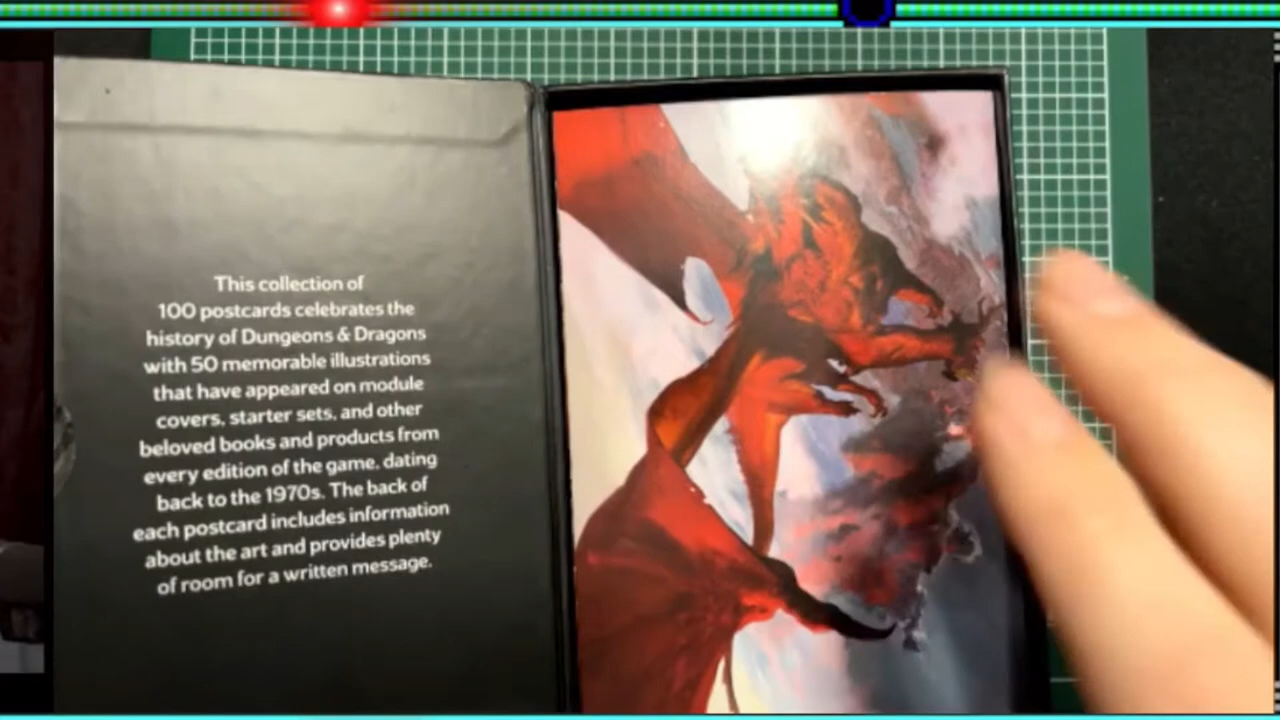 This collection of
100 postcards celebrates the
history of Dungeons & Dragons
with 50 memorable illustrations
that have appeared on module
covers, starter sets, and other
beloved books and products from
every edition of the game, dating
back to the 1970s. The back of
each postcard includes information
about the art and provides plenty
of room for a written message.